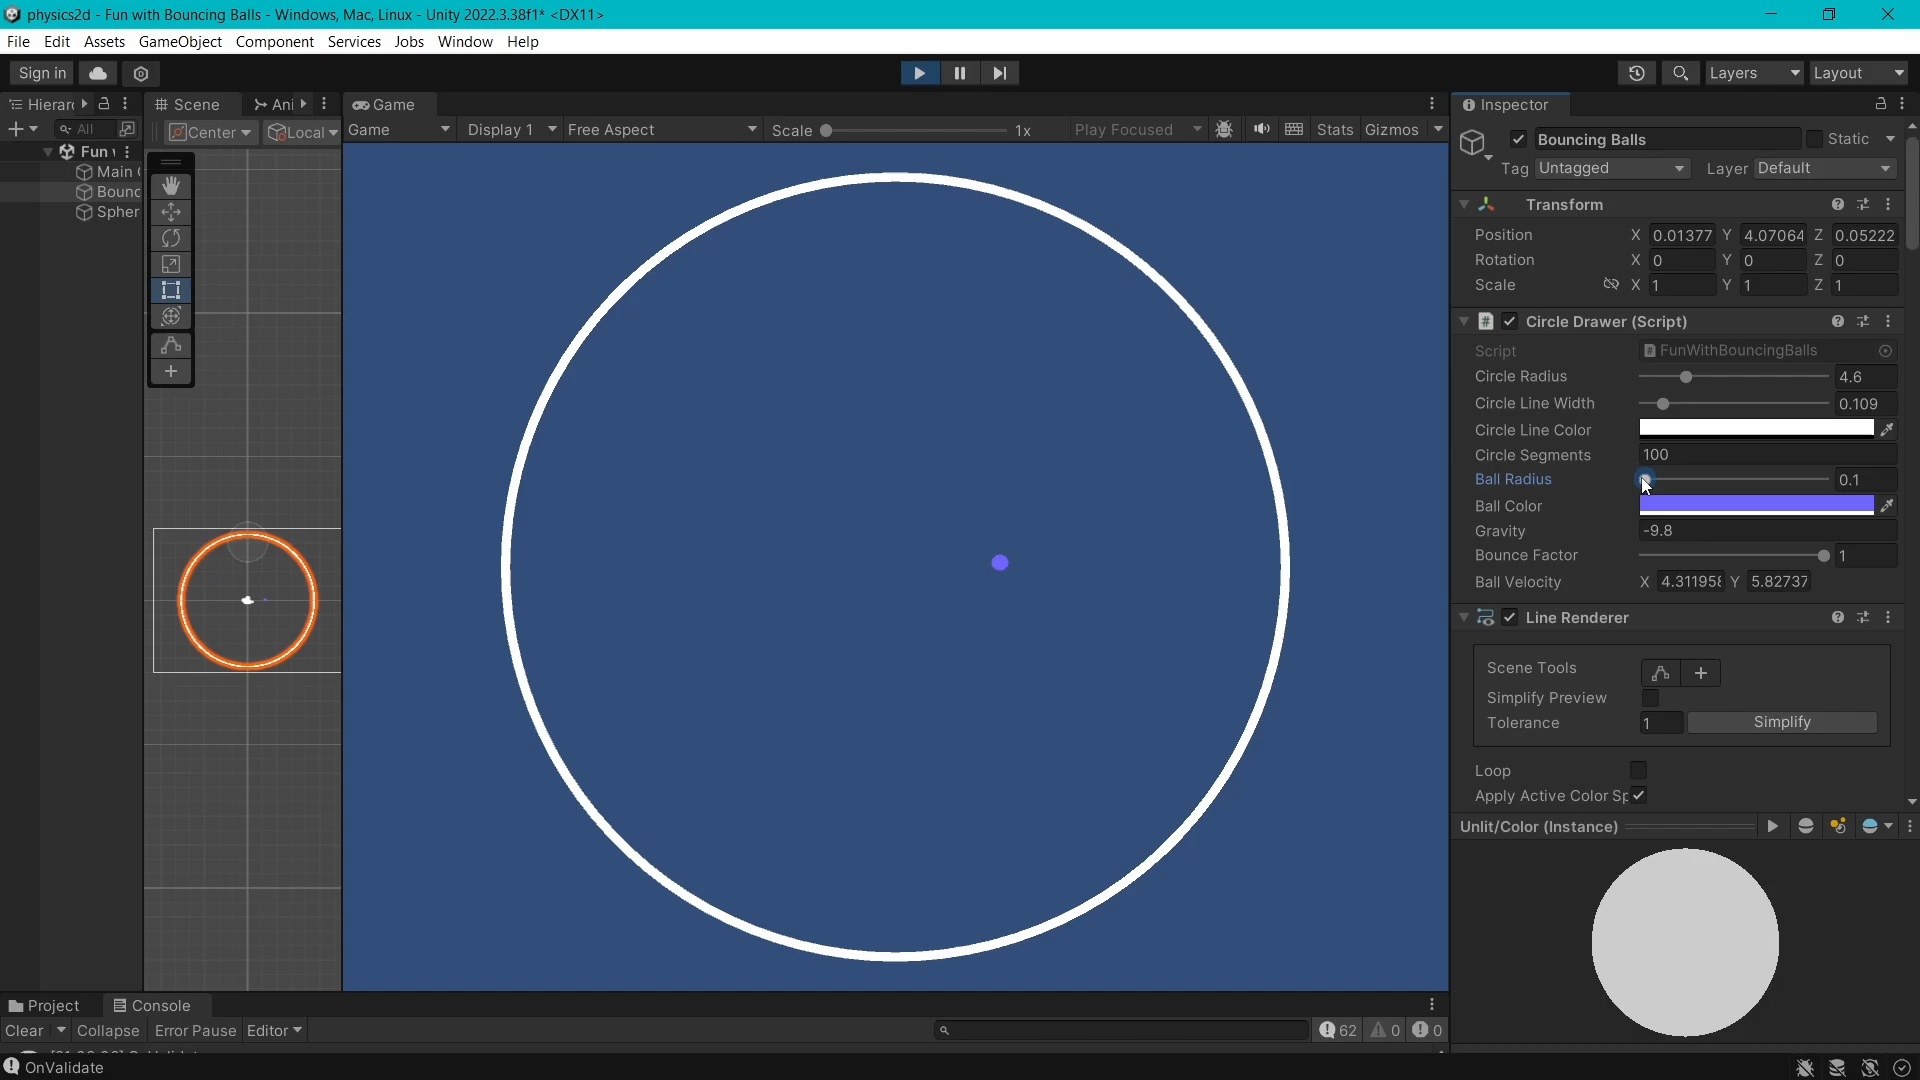 physics2d - Fun with Bouncing Balls - Windows, Mac, Linux - Unity 2022.3.38f1* <DX11>
File Edit Assets GameObject Component Services Jobs Window Help
Sign in Layers Layout
Hierarc Scene Ani Game Inspector
All Center Local Game Display 1 Free Aspect Scale 1x Play Focused Stats Gizmos
Bouncing Balls Static
Fun
Main
Bounc
Spher
Tag Untagged Layer Default
Transform
Position X 0.01377 Y 4.07064 Z 0.05222
Rotation X 0 Y 0 Z 0
Scale X 1 Y 1 Z 1
Circle Drawer (Script)
Script # FunWithBouncingBalls
Circle Radius 4.6
Circle Line Width 0.109
Circle Line Color
Circle Segments 100
Ball Radius 0.1
Ball Color
Gravity -9.8
Bounce Factor 1
Ball Velocity X 4.311958 Y 5.82737
Line Renderer
Scene Tools
Simplify Preview
Tolerance 1 Simplify
Loop
Apply Active Color Sp
Unlit/Color (Instance)
Project Console
Clear Collapse Error Pause Editor 62 0 0
OnValidate